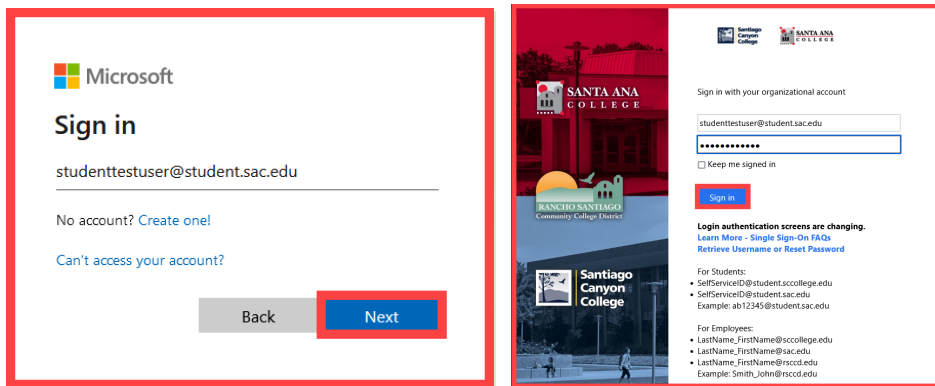 Microsoft
Sign in
studenttestuser@student.sac.edu
No account? Create one!
Can't access your account?
Back
Next
SANTA ANA
COLLEGE
RANCHO SANTIAGO
Community College District
Santiago
Canyon
College
Santiago
Canyon
College
SANTA ANA
COLLEGE
Sign in with your organizational account
studenttestuser@student.sac.edu
••••••••••••
Keep me signed in
Sign in
Login authentication screens are changing.
Learn More - Single Sign-On FAQs
Retrieve Username or Reset Password
For Students:
• SelfServiceID@student.sccollege.edu
• SelfServiceID@student.sac.edu
Example: ab12345@student.sac.edu
For Employees:
• LastName_FirstName@sccollege.edu
• LastName_FirstName@sac.edu
• LastName_FirstName@rsccd.edu
Example: Smith_John@rsccd.edu